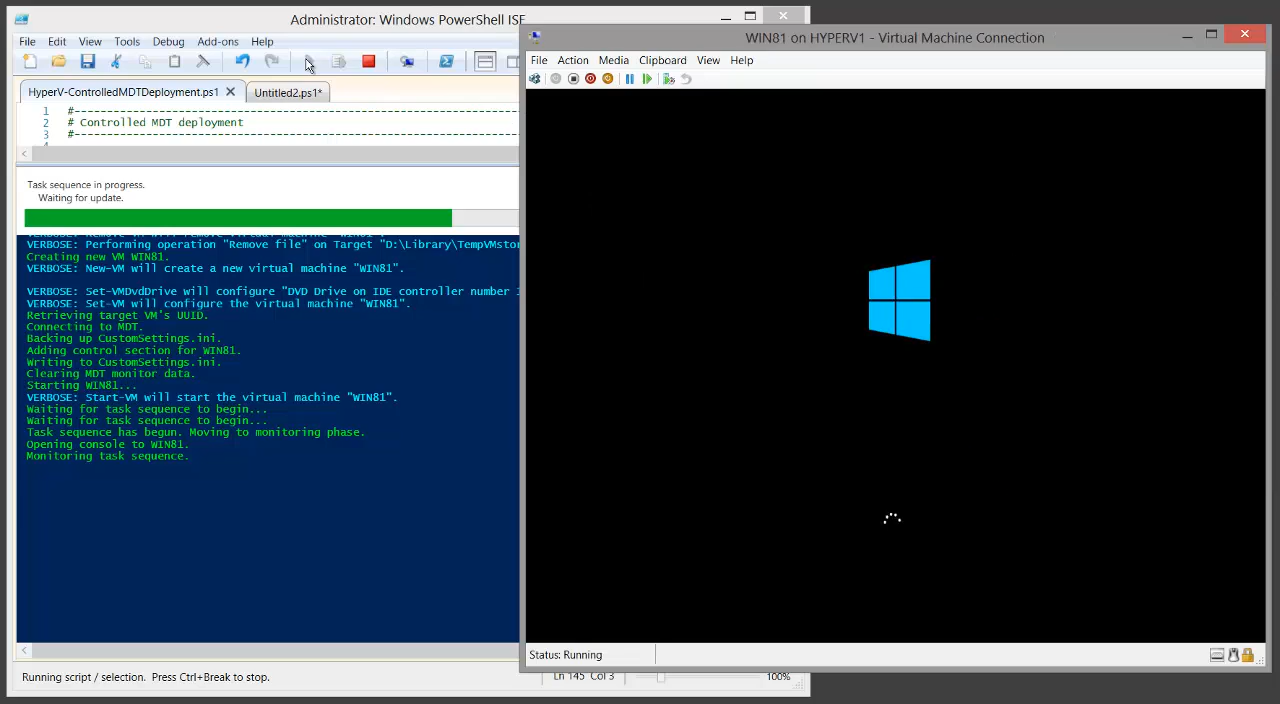 Administrator: Windows PowerShell ISE
File Edit View Tools Debug Add-ons Help
HyperV-ControlledMDTDeployment.ps1
Untitled2.ps1*
1 #---------------------------------------------------------------
2 # Controlled MDT deployment
3 #---------------------------------------------------------------
4
Task sequence in progress.
Waiting for update.
VERBOSE: Remove-VM will remove virtual machine "WIN81".
VERBOSE: Performing operation "Remove file" on Target "D:\Library\TempVMstor
Creating new VM WIN81.
VERBOSE: New-VM will create a new virtual machine "WIN81".
VERBOSE: Set-VMDvdDrive will configure "DVD Drive on IDE controller number
VERBOSE: Set-VM will configure the virtual machine "WIN81".
Retrieving target VM's UUID.
Connecting to MDT.
Backing up CustomSettings.ini.
Adding control section for WIN81.
Writing to CustomSettings.ini.
Clearing MDT monitor data.
Starting WIN81...
VERBOSE: Start-VM will start the virtual machine "WIN81".
Waiting for task sequence to begin...
Waiting for task sequence to begin...
Task sequence has begun. Moving to monitoring phase.
Opening console to WIN81.
Monitoring task sequence.
Running script / selection. Press Ctrl+Break to stop.
Ln 145 Col 3
100%
WIN81 on HYPERV1 - Virtual Machine Connection
File Action Media Clipboard View Help
Status: Running